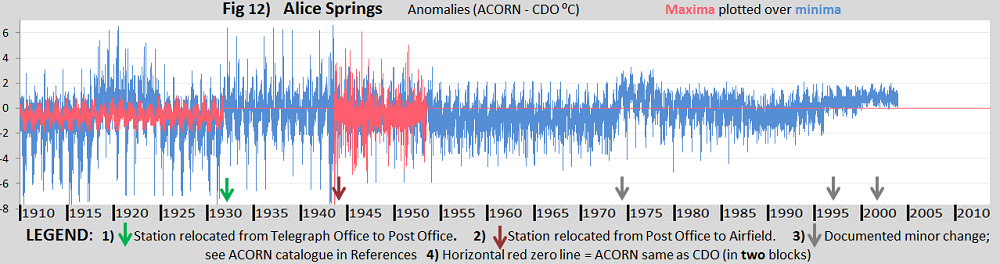 Fig 12) Alice Springs Anomalies (ACORN - CDO ⁰C) Maxima plotted over minima
6
4
2
0
-2
-4
-6
-8
1910 1915 1920 1925 1930 1935 1940 1945 1950 1955 1960 1965 1970 1975 1980 1985 1990 1995 2000 2005 2010
LEGEND: 1) Station relocated from Telegraph Office to Post Office. 2) Station relocated from Post Office to Airfield. 3) Documented minor change;
see ACORN catalogue in References 4) Horizontal red zero line = ACORN same as CDO (in two blocks)